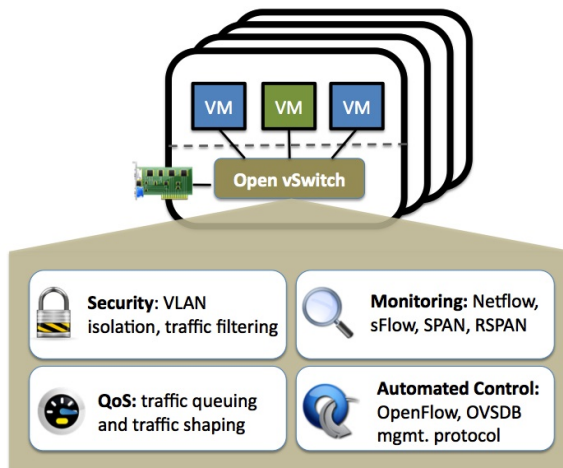 VM VM VM
Open vSwitch
Security: VLAN
isolation, traffic filtering
Monitoring: Netflow,
sFlow, SPAN, RSPAN
QoS: traffic queuing
and traffic shaping
Automated Control:
OpenFlow, OVSDB
mgmt. protocol